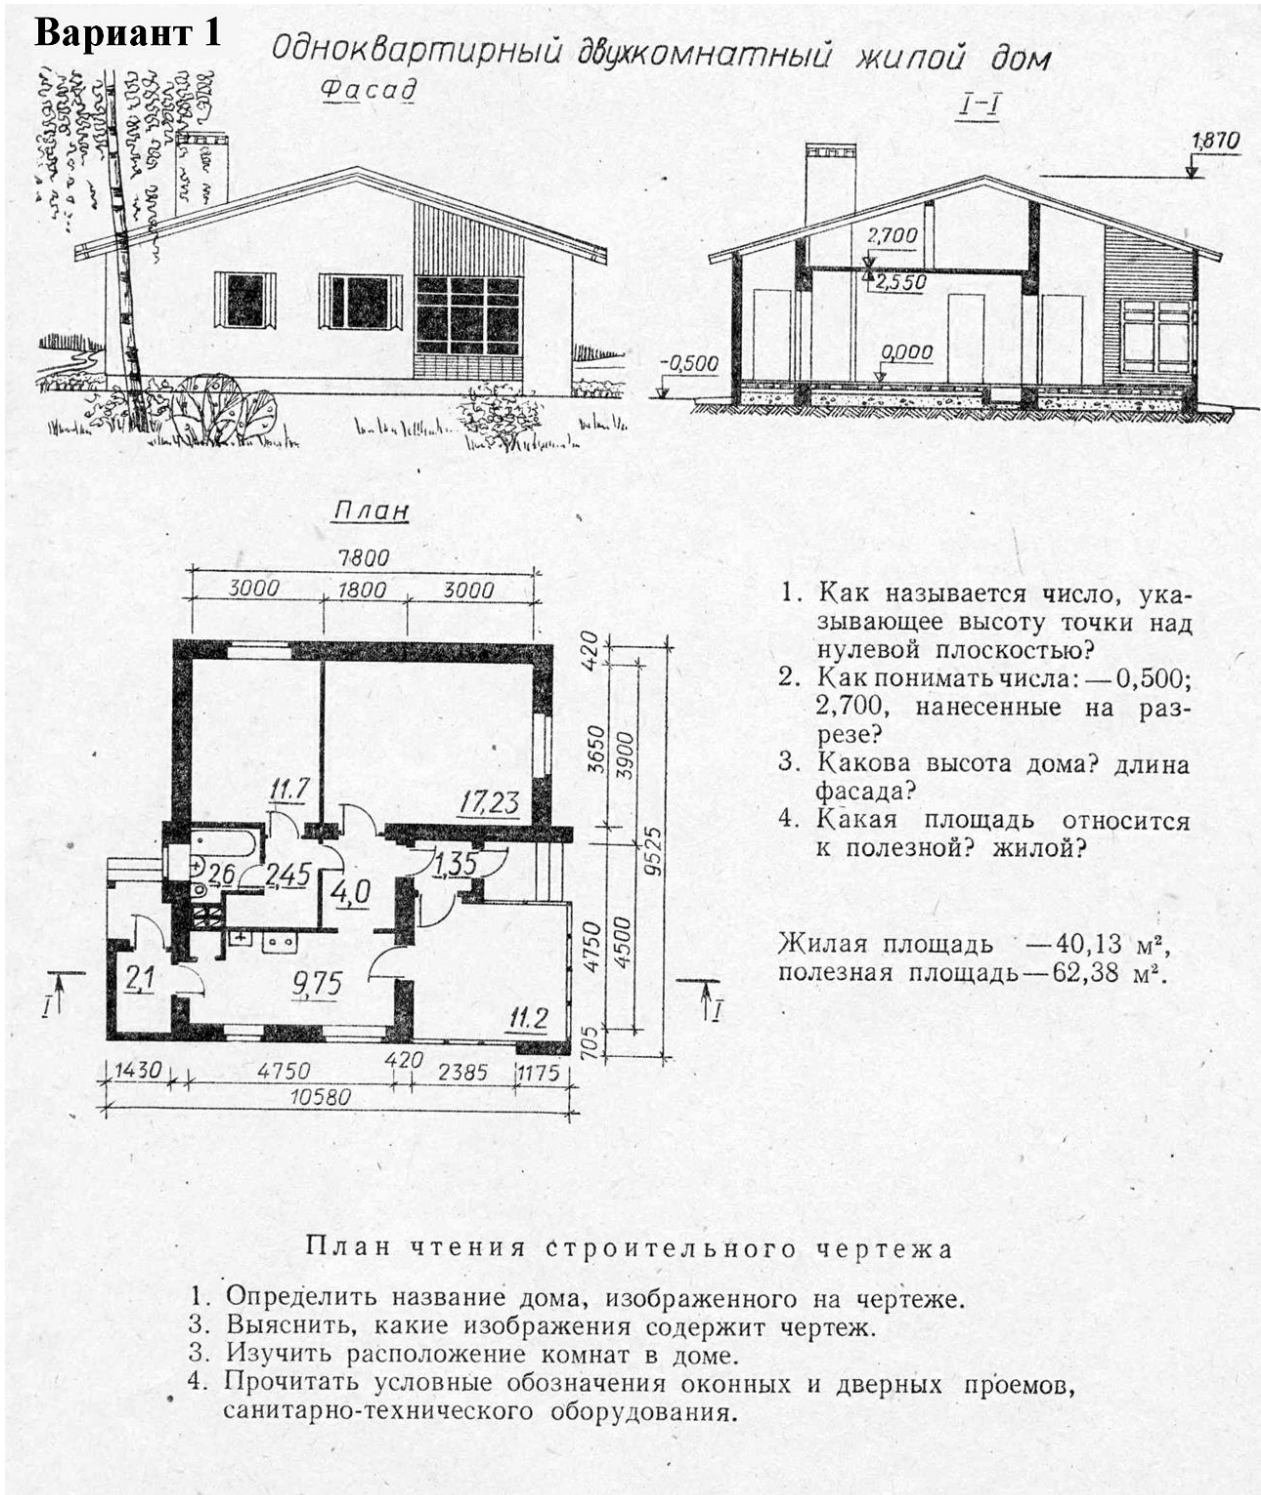 Вариант 1
Одноквартирный двухкомнатный жилой дом
Фасад
I-I
1,870
2,700
2,550
0,000
-0,500
План
7800
3000 1800 3000
420
3650
3900
9525
4750
4500
705
11.7
17,23
2,6
2,45
4,0
1,35
2,1
9,75
11.2
I
I
1430 4750 420 2385 1175
10580
1. Как называется число, ука-
зывающее высоту точки над
нулевой плоскостью?
2. Как понимать числа: —0,500;
2,700, нанесенные на раз-
резе?
3. Какова высота дома? длина
фасада?
4. Какая площадь относится
к полезной? жилой?
Жилая площадь —40,13 м²,
полезная площадь—62,38 м².
План чтения строительного чертежа
1. Определить название дома, изображенного на чертеже.
3. Выяснить, какие изображения содержит чертеж.
3. Изучить расположение комнат в доме.
4. Прочитать условные обозначения оконных и дверных проемов,
санитарно-технического оборудования.